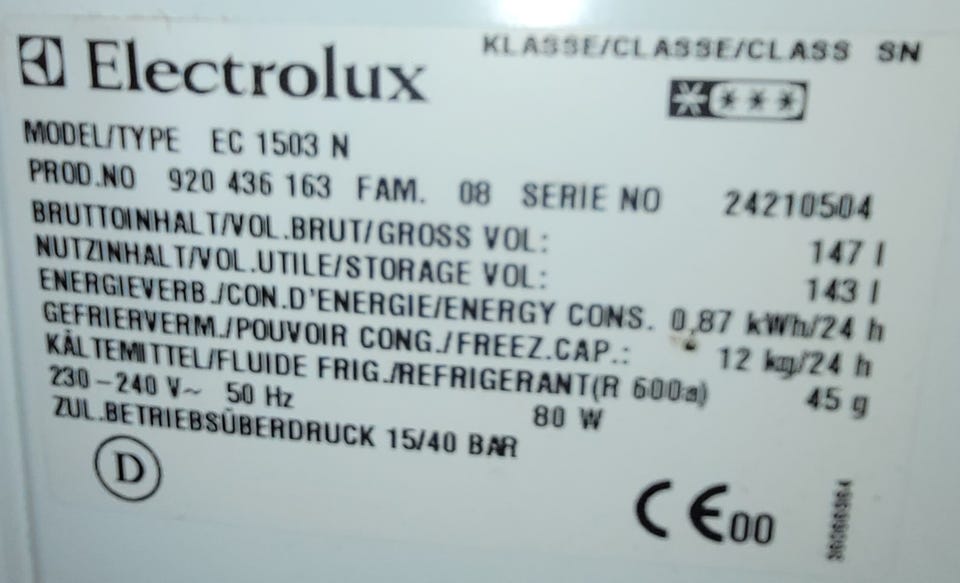 Electrolux
KLASSE/CLASSE/CLASS SN
MODEL/TYPE EC 1503 N
PROD.NO 920 436 163 FAM. 08 SERIE NO 24210504
BRUTTOINHALT/VOL.BRUT/GROSS VOL: 147 l
NUTZINHALT/VOL.UTILE/STORAGE VOL: 143 l
ENERGIEVERB./CON.D'ENERGIE/ENERGY CONS. 0,87 kWh/24 h
GEFRIERVERM./POUVOIR CONG./FREEZ.CAP.: 12 kg/24 h
KÄLTEMITTEL/FLUIDE FRIG./REFRIGERANT(R 600a) 45 g
230-240 V~ 50 Hz 80 W
ZUL.BETRIEBSÜBERDRUCK 15/40 BAR
D
CE00